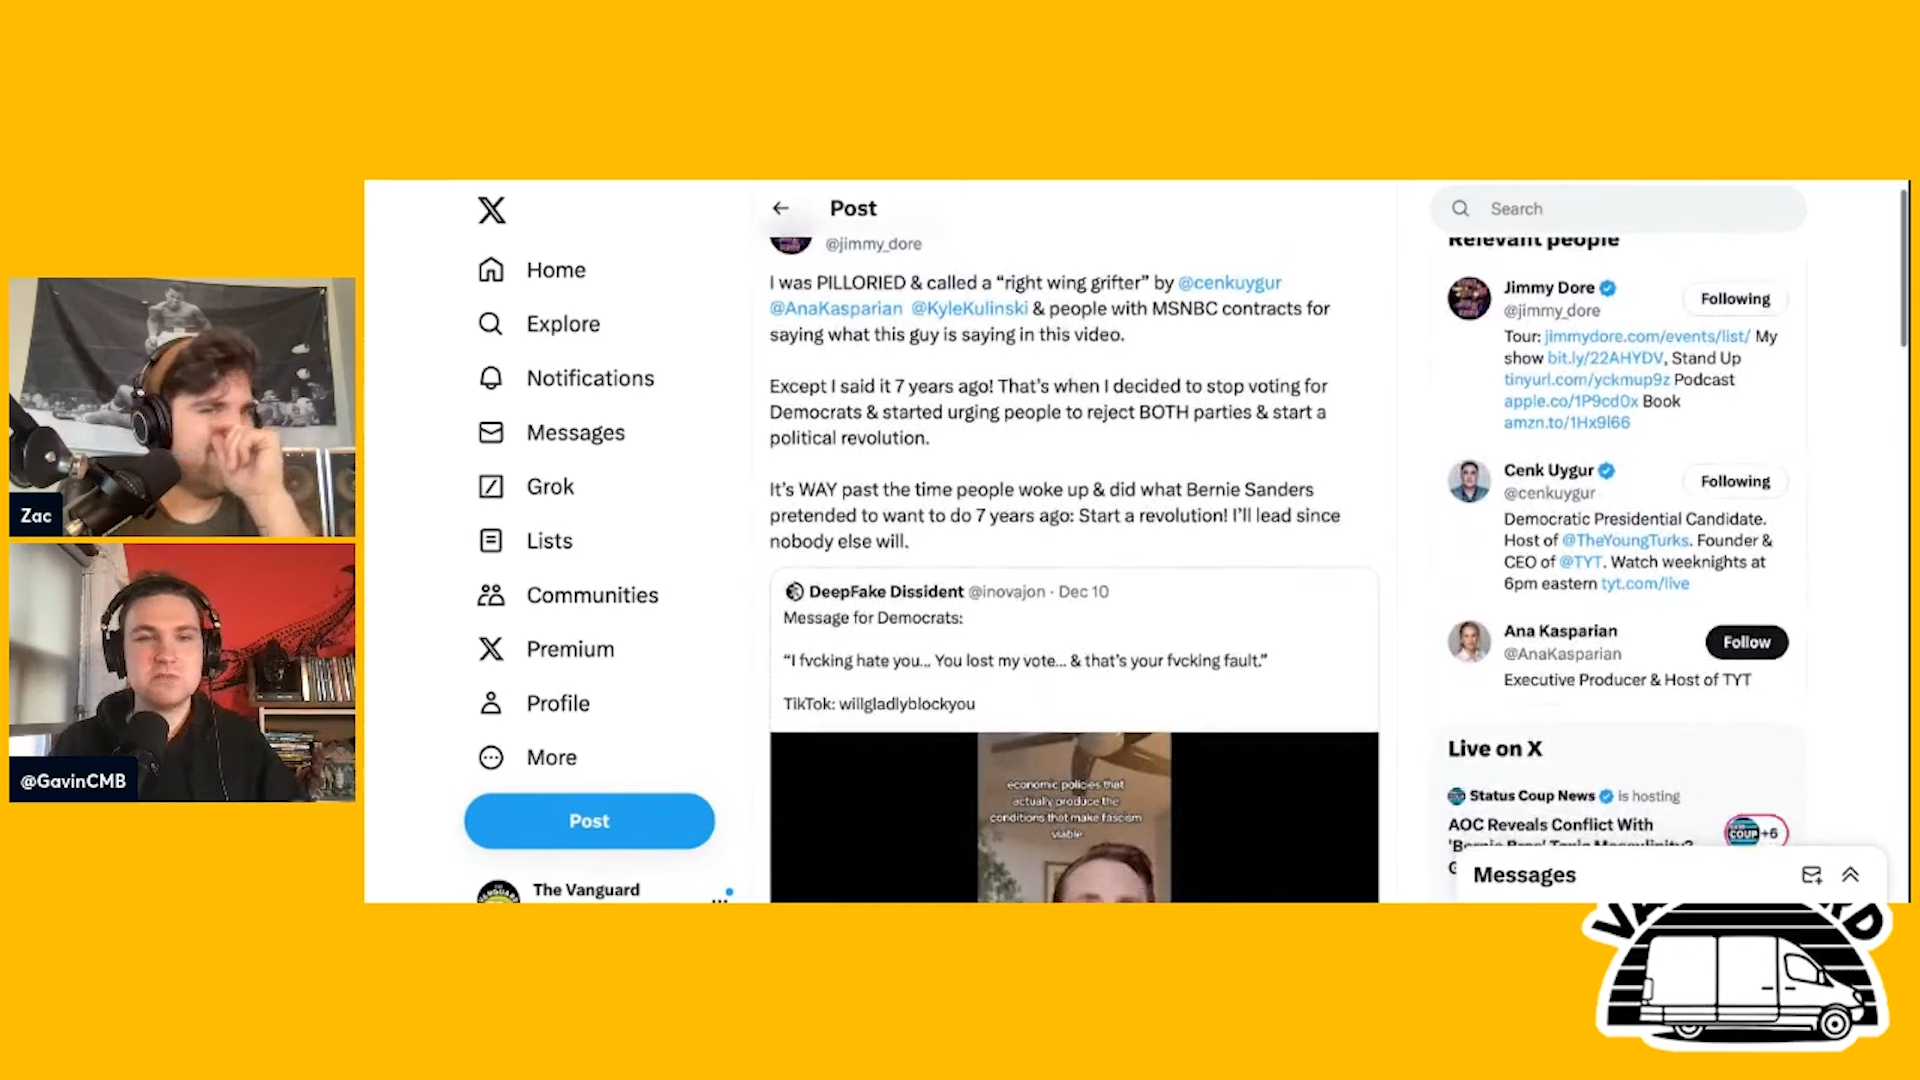 Zac
@GavinCMB
Home
Explore
Notifications
Messages
Grok
Lists
Communities
Premium
Profile
More
Post
The Vanguard
Post
@jimmy_dore
I was PILLORIED & called a “right wing grifter” by @cenkuygur
@AnaKasparian @KyleKulinski & people with MSNBC contracts for
saying what this guy is saying in this video.
Except I said it 7 years ago! That’s when I decided to stop voting for
Democrats & started urging people to reject BOTH parties & start a
political revolution.
It’s WAY past the time people woke up & did what Bernie Sanders
pretended to want to do 7 years ago: Start a revolution! I’ll lead since
nobody else will.
DeepFake Dissident @inovajon · Dec 10
Message for Democrats:
“I fvcking hate you... You lost my vote... & that’s your fvcking fault.”
TikTok: willgladlyblockyou
economic policies that
actually produce the
conditions that make fascism
viable
Search
Relevant people
Jimmy Dore
@jimmy_dore
Following
Tour: jimmydore.com/events/list/ My
show bit.ly/22AHYDV, Stand Up
tinyurl.com/yckmup9z Podcast
apple.co/1P9cd0x Book
amzn.to/1Hx9l66
Cenk Uygur
@cenkuygur
Following
Democratic Presidential Candidate.
Host of @TheYoungTurks. Founder &
CEO of @TYT. Watch weeknights at
6pm eastern tyt.com/live
Ana Kasparian
@AnaKasparian
Follow
Executive Producer & Host of TYT
Live on X
Status Coup News is hosting
AOC Reveals Conflict With
'Bernie Bros' Toxic Masculinity?
COUP +6
Messages